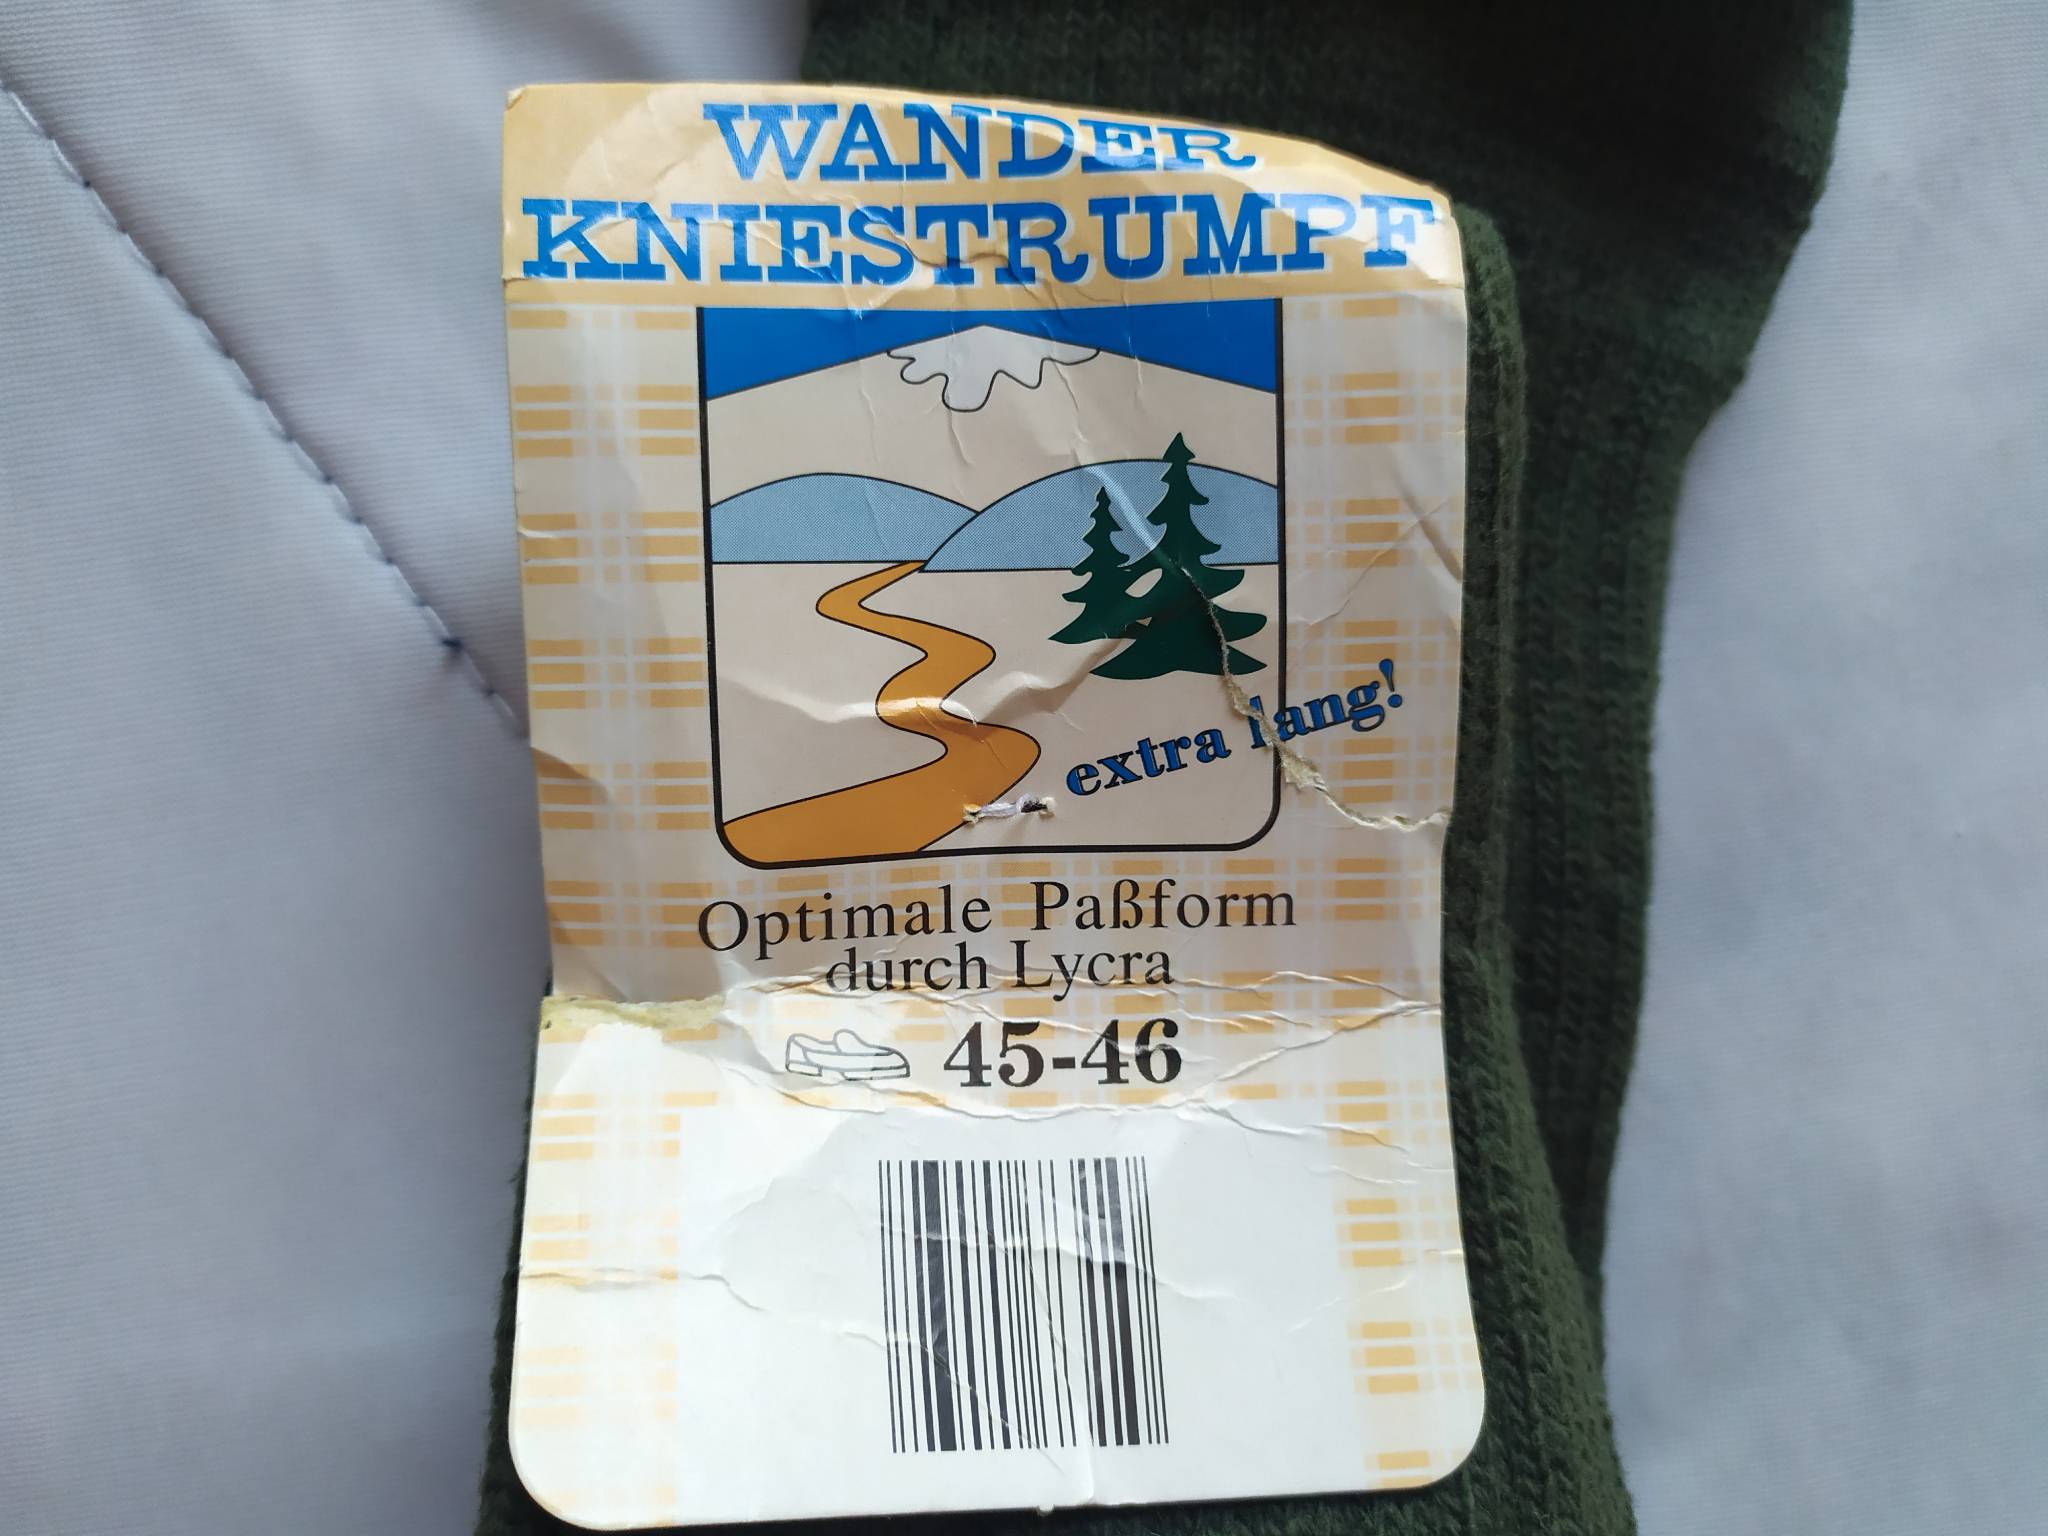 WANDER
KNIESTRUMPF
extra lang!
Optimale Paßform
durch Lycra
45-46